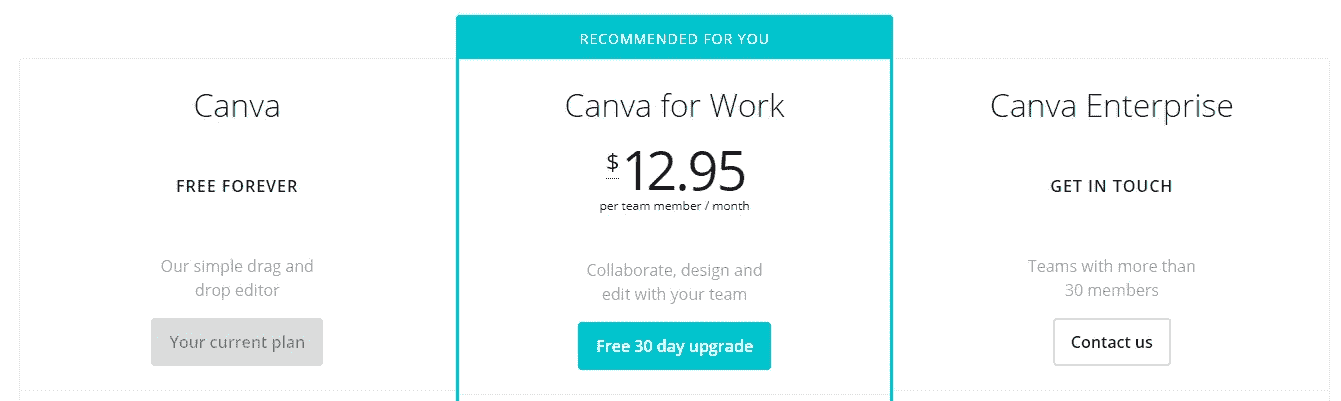 RECOMMENDED FOR YOU
Canva
FREE FOREVER
Our simple drag and
drop editor
Your current plan
Canva for Work
$12.95
per team member / month
Collaborate, design and
edit with your team
Free 30 day upgrade
Canva Enterprise
GET IN TOUCH
Teams with more than
30 members
Contact us